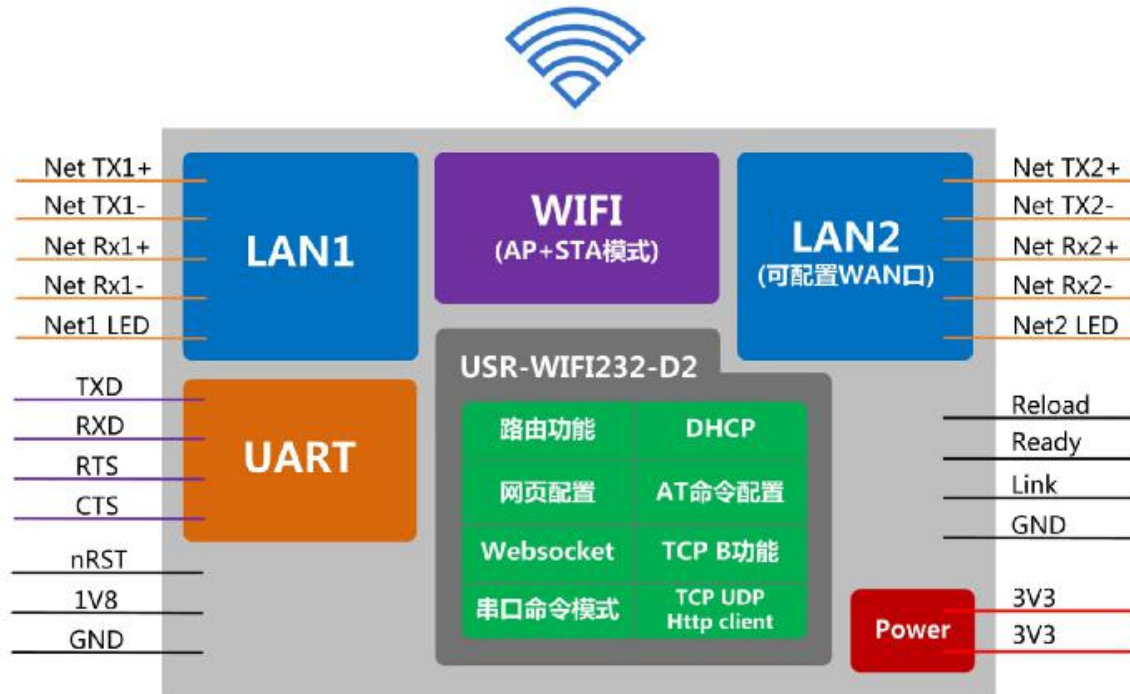 Net TX1+
Net TX1-
Net Rx1+
Net Rx1-
Net1 LED
TXD
RXD
RTS
CTS
nRST
1V8
GND
LAN1
UART
WIFI
(AP+STA模式)
LAN2
(可配置WAN口)
USR-WIFI232-D2
路由功能
DHCP
网页配置
AT命令配置
Websocket
TCP B功能
串口命令模式
TCP UDP
Http client
Power
Net TX2+
Net TX2-
Net Rx2+
Net Rx2-
Net2 LED
Reload
Ready
Link
GND
3V3
3V3